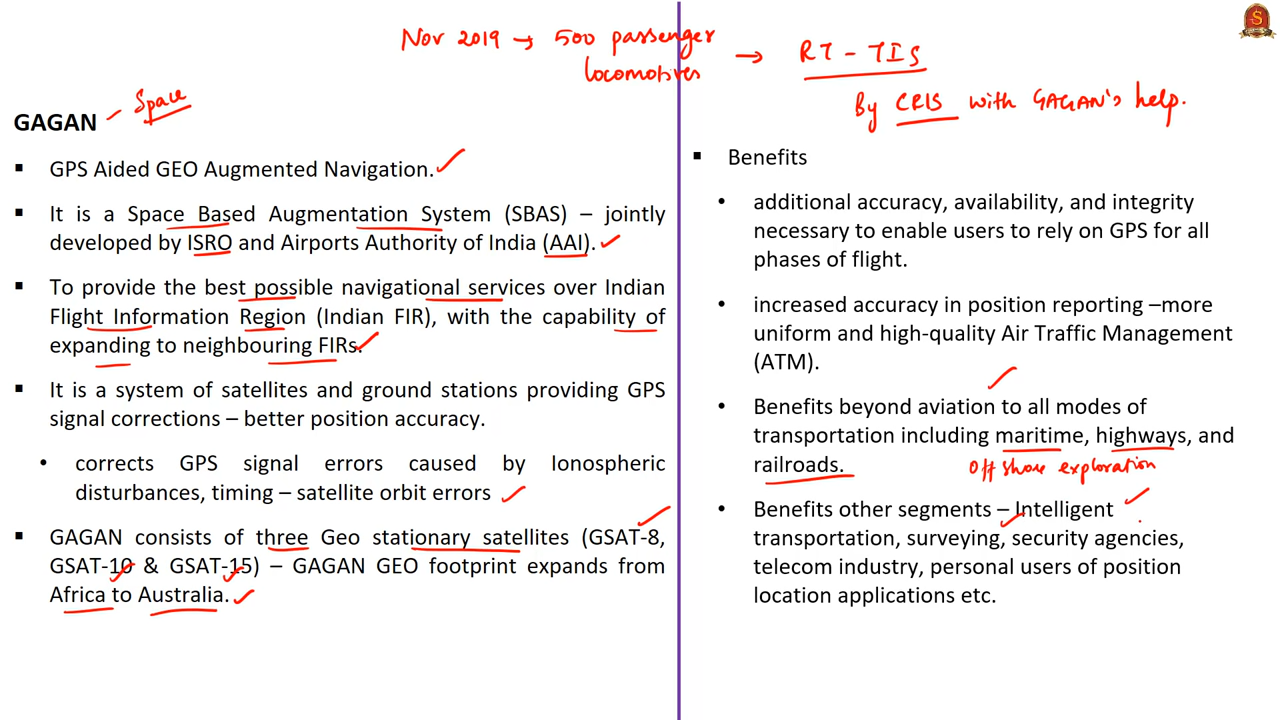 Nov 2019 → 500 passenger
locomotives → RT - TIS
By CRIS with GAGAN's help.
GAGAN - Space
▪ GPS Aided GEO Augmented Navigation.
▪ It is a Space Based Augmentation System (SBAS) – jointly
developed by ISRO and Airports Authority of India (AAI).
▪ To provide the best possible navigational services over Indian
Flight Information Region (Indian FIR), with the capability of
expanding to neighbouring FIRs.
▪ It is a system of satellites and ground stations providing GPS
signal corrections – better position accuracy.
• corrects GPS signal errors caused by Ionospheric
disturbances, timing – satellite orbit errors
▪ GAGAN consists of three Geo stationary satellites (GSAT-8,
GSAT-10 & GSAT-15) – GAGAN GEO footprint expands from
Africa to Australia.
▪ Benefits
• additional accuracy, availability, and integrity
necessary to enable users to rely on GPS for all
phases of flight.
• increased accuracy in position reporting –more
uniform and high-quality Air Traffic Management
(ATM).
• Benefits beyond aviation to all modes of
transportation including maritime, highways, and
railroads.
Off shore exploration
• Benefits other segments – Intelligent
transportation, surveying, security agencies,
telecom industry, personal users of position
location applications etc.